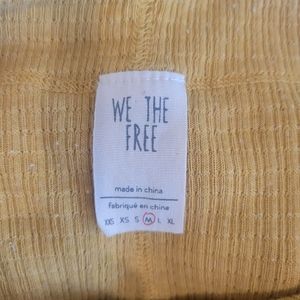 WE THE
FREE
made in china
fabriqué en chine
XXS XS S M L XL